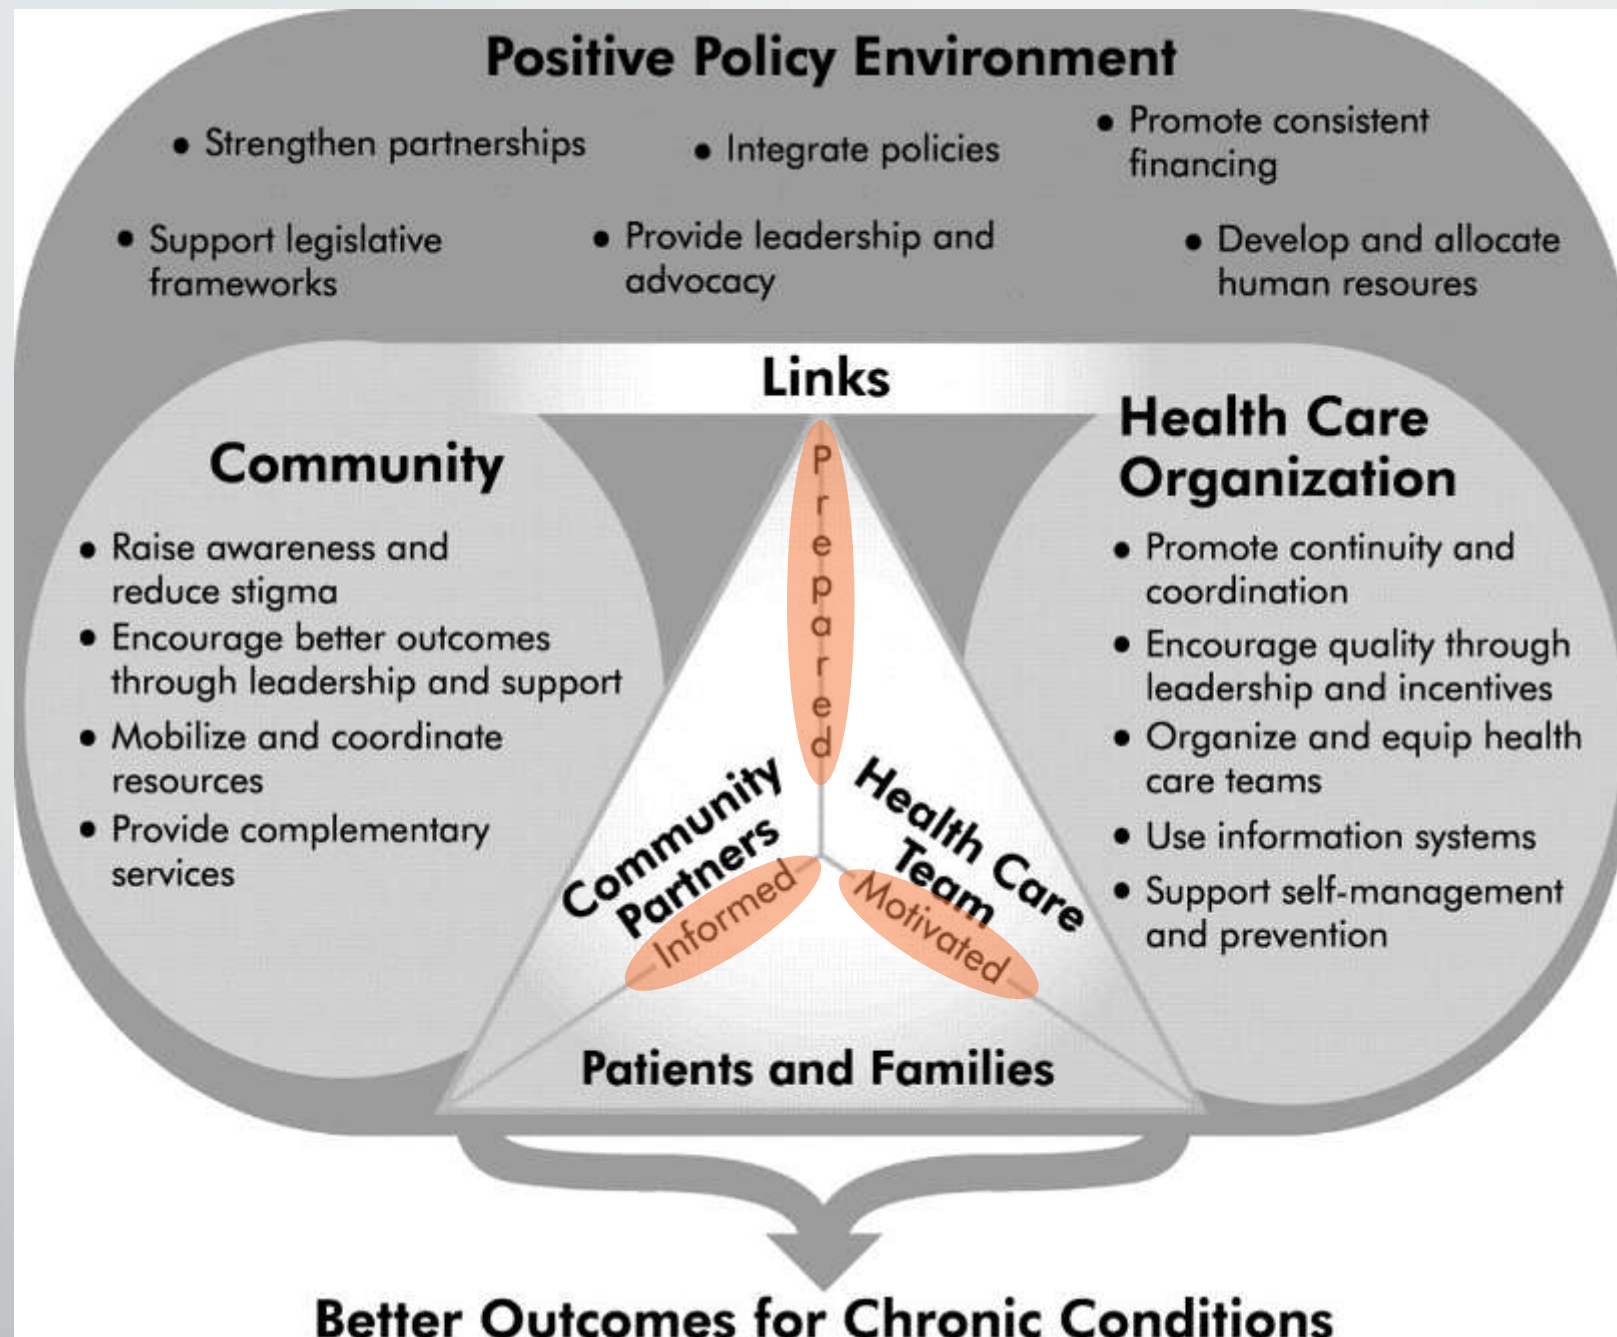 Positive Policy Environment
• Strengthen partnerships
• Integrate policies
• Promote consistent
financing
• Support legislative
frameworks
• Provide leadership and
advocacy
• Develop and allocate
human resoures
Links
Community
• Raise awareness and
reduce stigma
• Encourage better outcomes
through leadership and support
• Mobilize and coordinate
resources
• Provide complementary
services
Health Care
Organization
• Promote continuity and
coordination
• Encourage quality through
leadership and incentives
• Organize and equip health
care teams
• Use information systems
• Support self-management
and prevention
Prepared
Community
Partners
Informed
Health Care
Team
Motivated
Patients and Families
Better Outcomes for Chronic Conditions